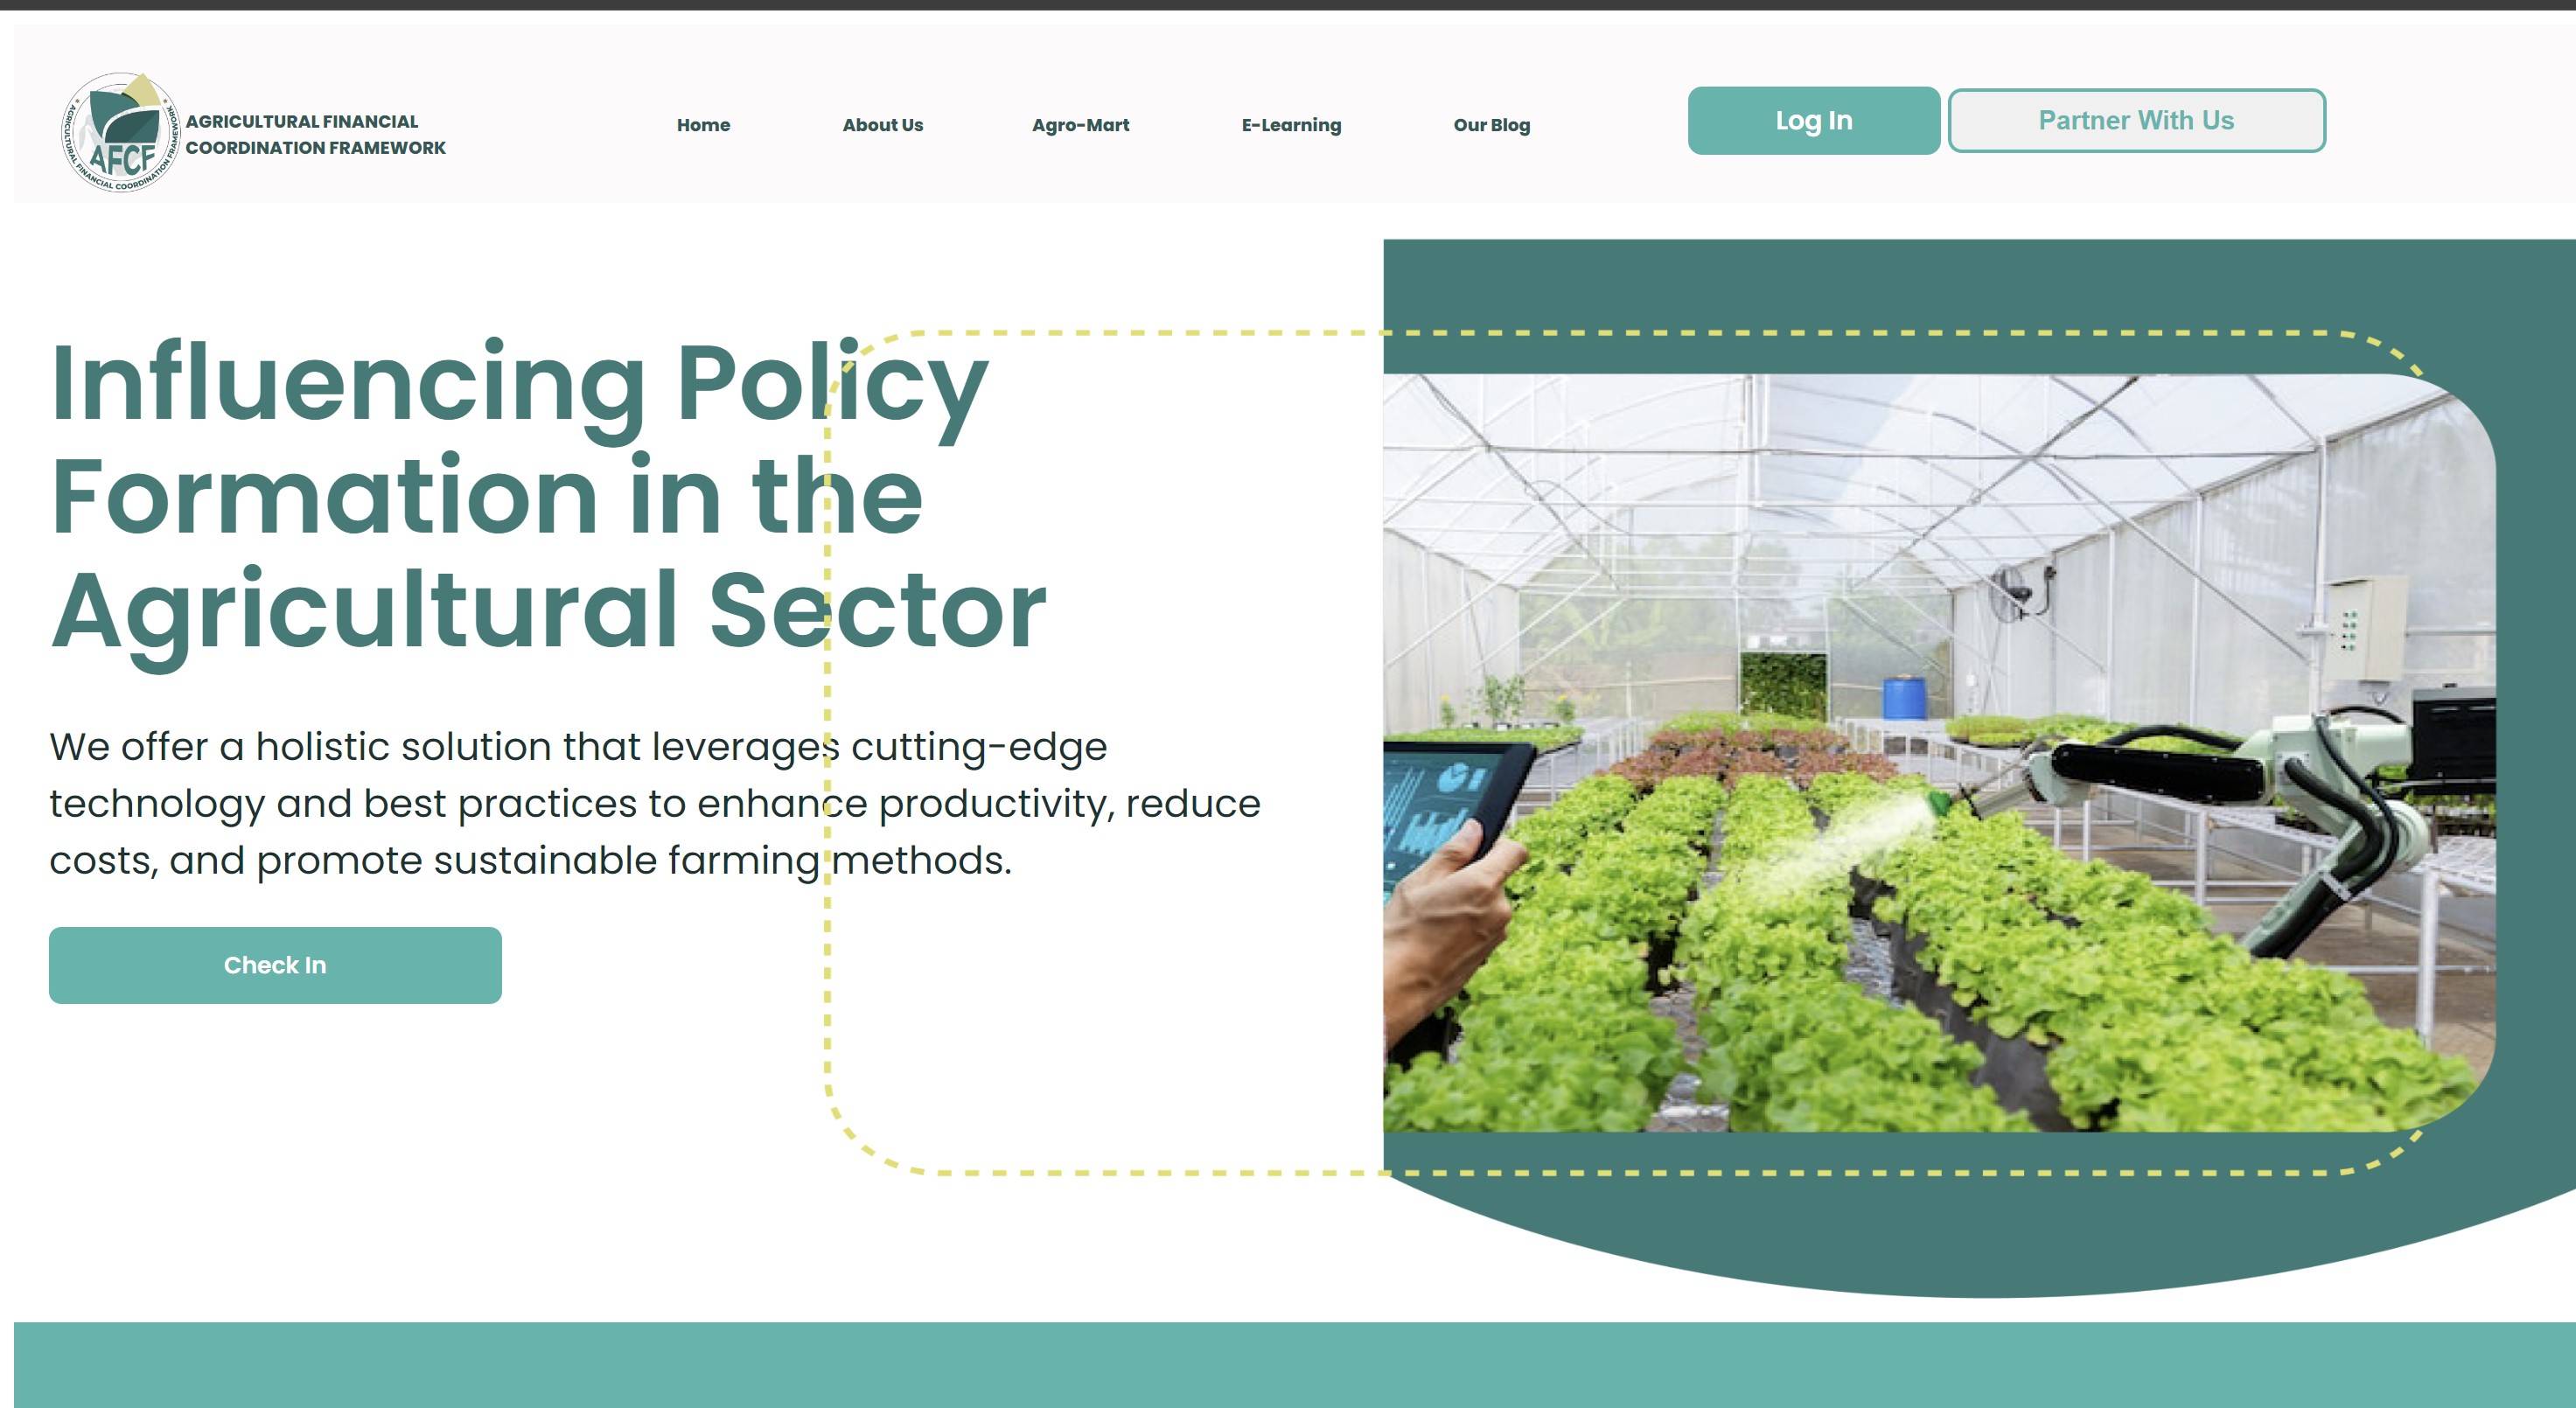 AGRICULTURAL FINANCIAL COORDINATION FRAMEWORK
AFCF
AGRICULTURAL FINANCIAL
COORDINATION FRAMEWORK
Home
About Us
Agro-Mart
E-Learning
Our Blog
Log In
Partner With Us
Influencing Policy
Formation in the
Agricultural Sector
We offer a holistic solution that leverages cutting-edge
technology and best practices to enhance productivity, reduce
costs, and promote sustainable farming methods.
Check In